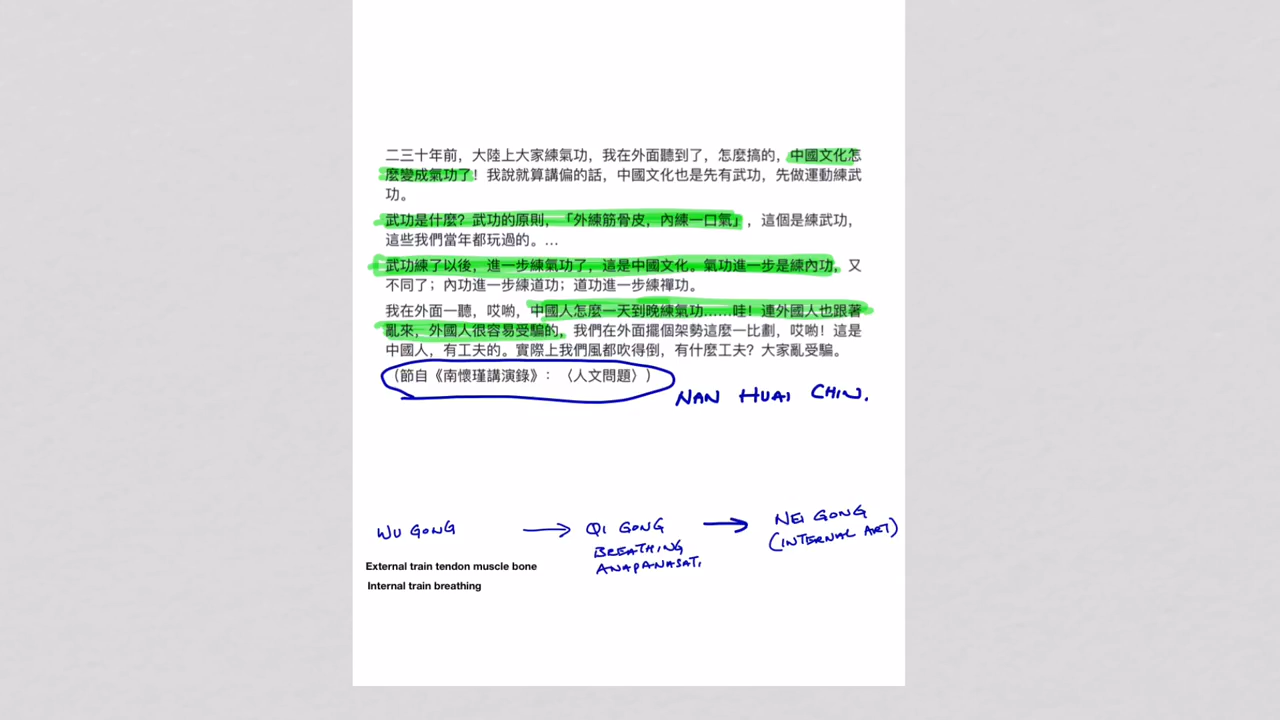 二三十年前，大陸上大家練氣功，我在外面聽到了，怎麼搞的，中國文化怎
麼變成氣功了！我說就算講偏的話，中國文化也是先有武功，先做運動練武
功。
武功是什麼？武功的原則，「外練筋骨皮，內練一口氣」，這個是練武功，
這些我們當年都玩過的。…
武功練了以後，進一步練氣功了，這是中國文化。氣功進一步是練內功，又
不同了；內功進一步練道功；道功進一步練禪功。
我在外面一聽，哎喲，中國人怎麼一天到晚練氣功……哇！連外國人也跟著
亂來，外國人很容易受騙的，我們在外面擺個架勢這麼一比劃，哎喲！這是
中國人，有工夫的。實際上我們風都吹得倒，有什麼工夫？大家亂受騙。
（節自《南懷瑾講演錄》：〈人文問題〉）
NAN HUAI CHIN.
WU GONG → QI GONG → NEI GONG
BREATHING (INTERNAL ART)
ANAPANASATI
External train tendon muscle bone
Internal train breathing